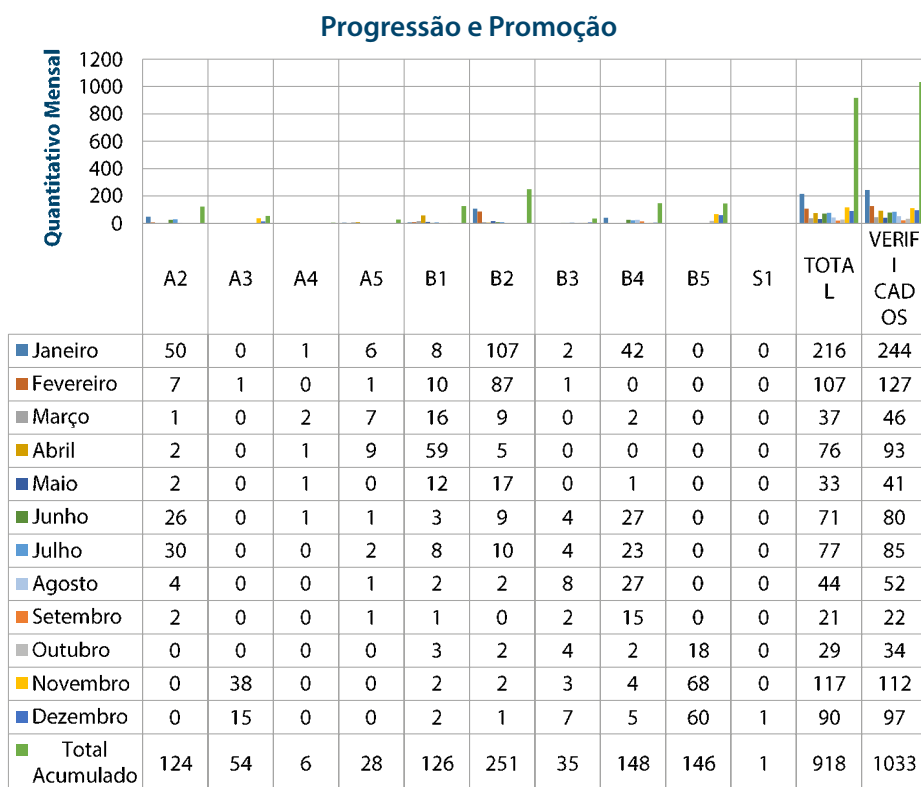 Progressão e Promoção
Quantitativo Mensal
1200
1000
800
600
400
200
0
A2 A3 A4 A5 B1 B2 B3 B4 B5 S1 TOTA
L VERIF
I
CAD
OS
Janeiro 50 0 1 6 8 107 2 42 0 0 216 244
Fevereiro 7 1 0 1 10 87 1 0 0 0 107 127
Março 1 0 2 7 16 9 0 2 0 0 37 46
Abril 2 0 1 9 59 5 0 0 0 0 76 93
Maio 2 0 1 0 12 17 0 1 0 0 33 41
Junho 26 0 1 1 3 9 4 27 0 0 71 80
Julho 30 0 0 2 8 10 4 23 0 0 77 85
Agosto 4 0 0 1 2 2 8 27 0 0 44 52
Setembro 2 0 0 1 1 0 2 15 0 0 21 22
Outubro 0 0 0 0 3 2 4 2 18 0 29 34
Novembro 0 38 0 0 2 2 3 4 68 0 117 112
Dezembro 0 15 0 0 2 1 7 5 60 1 90 97
Total
Acumulado 124 54 6 28 126 251 35 148 146 1 918 1033